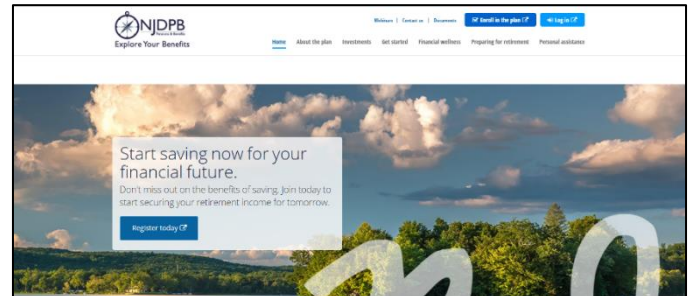 NJDPB
Pensions & Benefits
Explore Your Benefits
Webinars | Contact us | Documents
Enroll in the plan
Log in
Home About the plan Investments Get started Financial wellness Preparing for retirement Personal assistance
Start saving now for your
financial future.
Don't miss out on the benefits of saving. Join today to
start securing your retirement income for tomorrow.
Register today